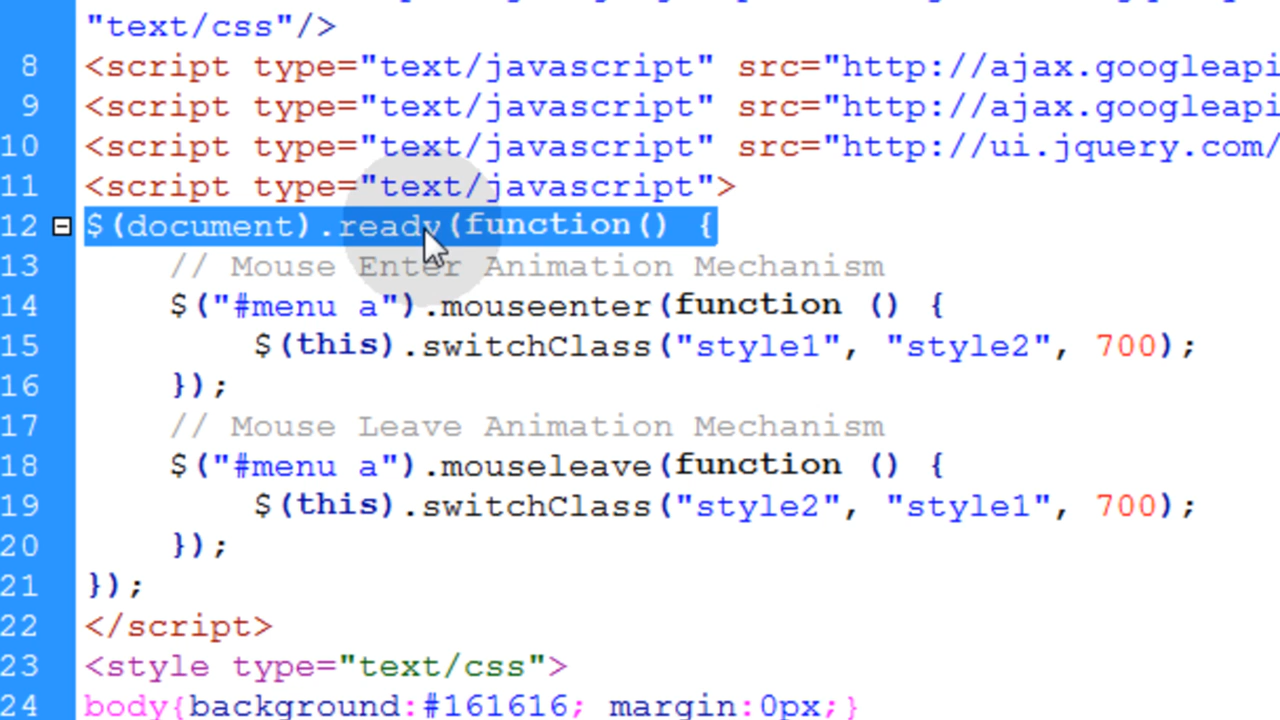 "text/css"/>
8 <script type="text/javascript" src="http://ajax.googleapi
9 <script type="text/javascript" src="http://ajax.googleapi
10 <script type="text/javascript" src="http://ui.jquery.com/
11 <script type="text/javascript">
12 $(document).ready(function() {
13 // Mouse Enter Animation Mechanism
14 $("#menu a").mouseenter(function () {
15 $(this).switchClass("style1", "style2", 700);
16 });
17 // Mouse Leave Animation Mechanism
18 $("#menu a").mouseleave(function () {
19 $(this).switchClass("style2", "style1", 700);
20 });
21 });
22 </script>
23 <style type="text/css">
24 body{background:#161616; margin:0px;}